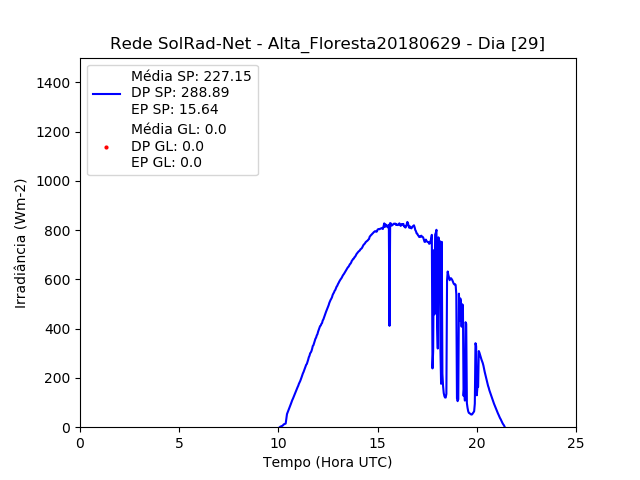 Rede SolRad-Net - Alta_Floresta20180629 - Dia [29]
Média SP: 227.15
DP SP: 288.89
EP SP: 15.64
Média GL: 0.0
DP GL: 0.0
EP GL: 0.0
1400
1200
1000
800
600
400
200
0
Irradiância (Wm-2)
0 5 10 15 20 25
Tempo (Hora UTC)